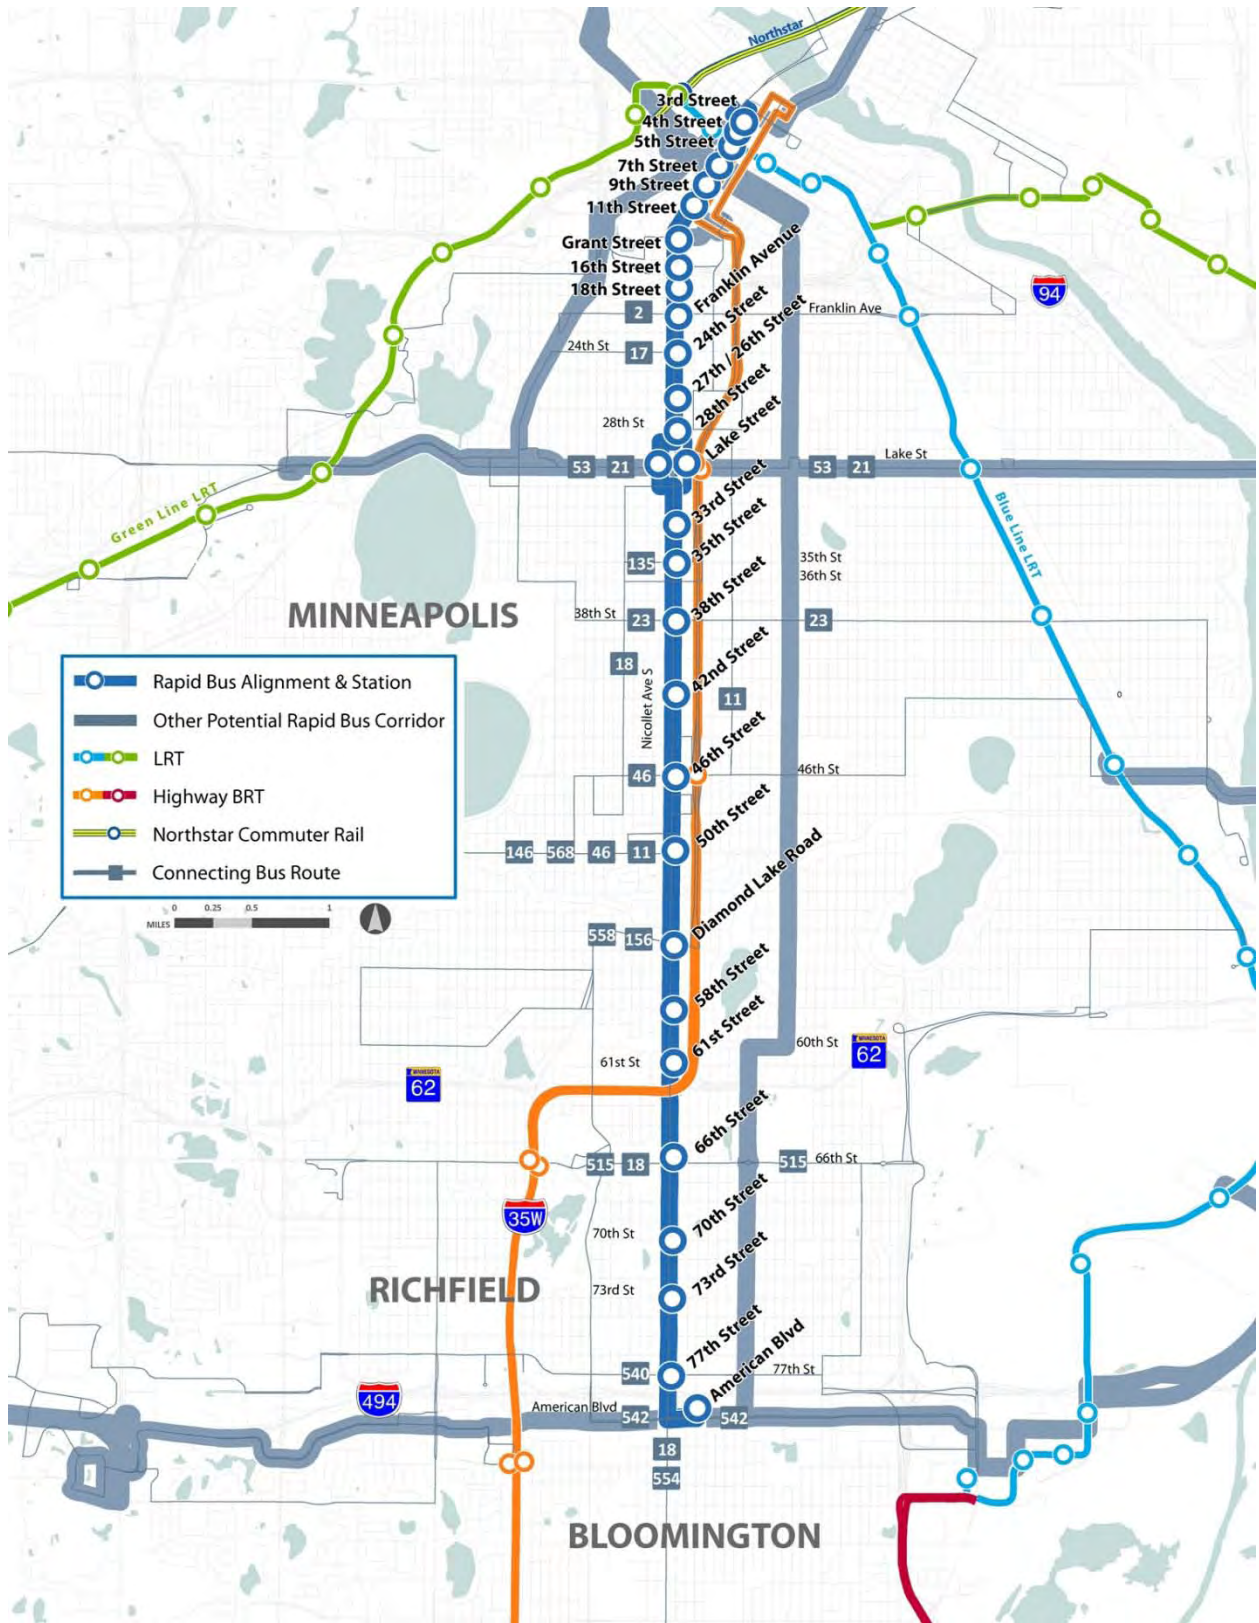 Northstar
3rd Street
4th Street
5th Street
7th Street
9th Street
11th Street
Grant Street
16th Street
18th Street
Franklin Avenue
94
2
Franklin Ave
24th Street
24th St
17
27th / 26th Street
28th Street
28th St
Lake Street
53
21
53
21
Lake St
Green Line LRT
33rd Street
Blue Line LRT
35th Street
135
35th St
36th St
MINNEAPOLIS
38th Street
38th St
23
23
18
42nd Street
Nicollet Ave S
11
Rapid Bus Alignment & Station
Other Potential Rapid Bus Corridor
LRT
Highway BRT
Northstar Commuter Rail
Connecting Bus Route
46th Street
46
46th St
50th Street
146
568
46
11
0
0.25
0.5
1
MILES
Diamond Lake Road
558
156
58th Street
61st Street
61st St
60th St
MINNESOTA
62
MINNESOTA
62
66th Street
515
18
515
66th St
35W
70th Street
70th St
RICHFIELD
73rd Street
73rd St
77th Street
540
77th St
494
American Blvd
American Blvd
542
542
18
554
BLOOMINGTON